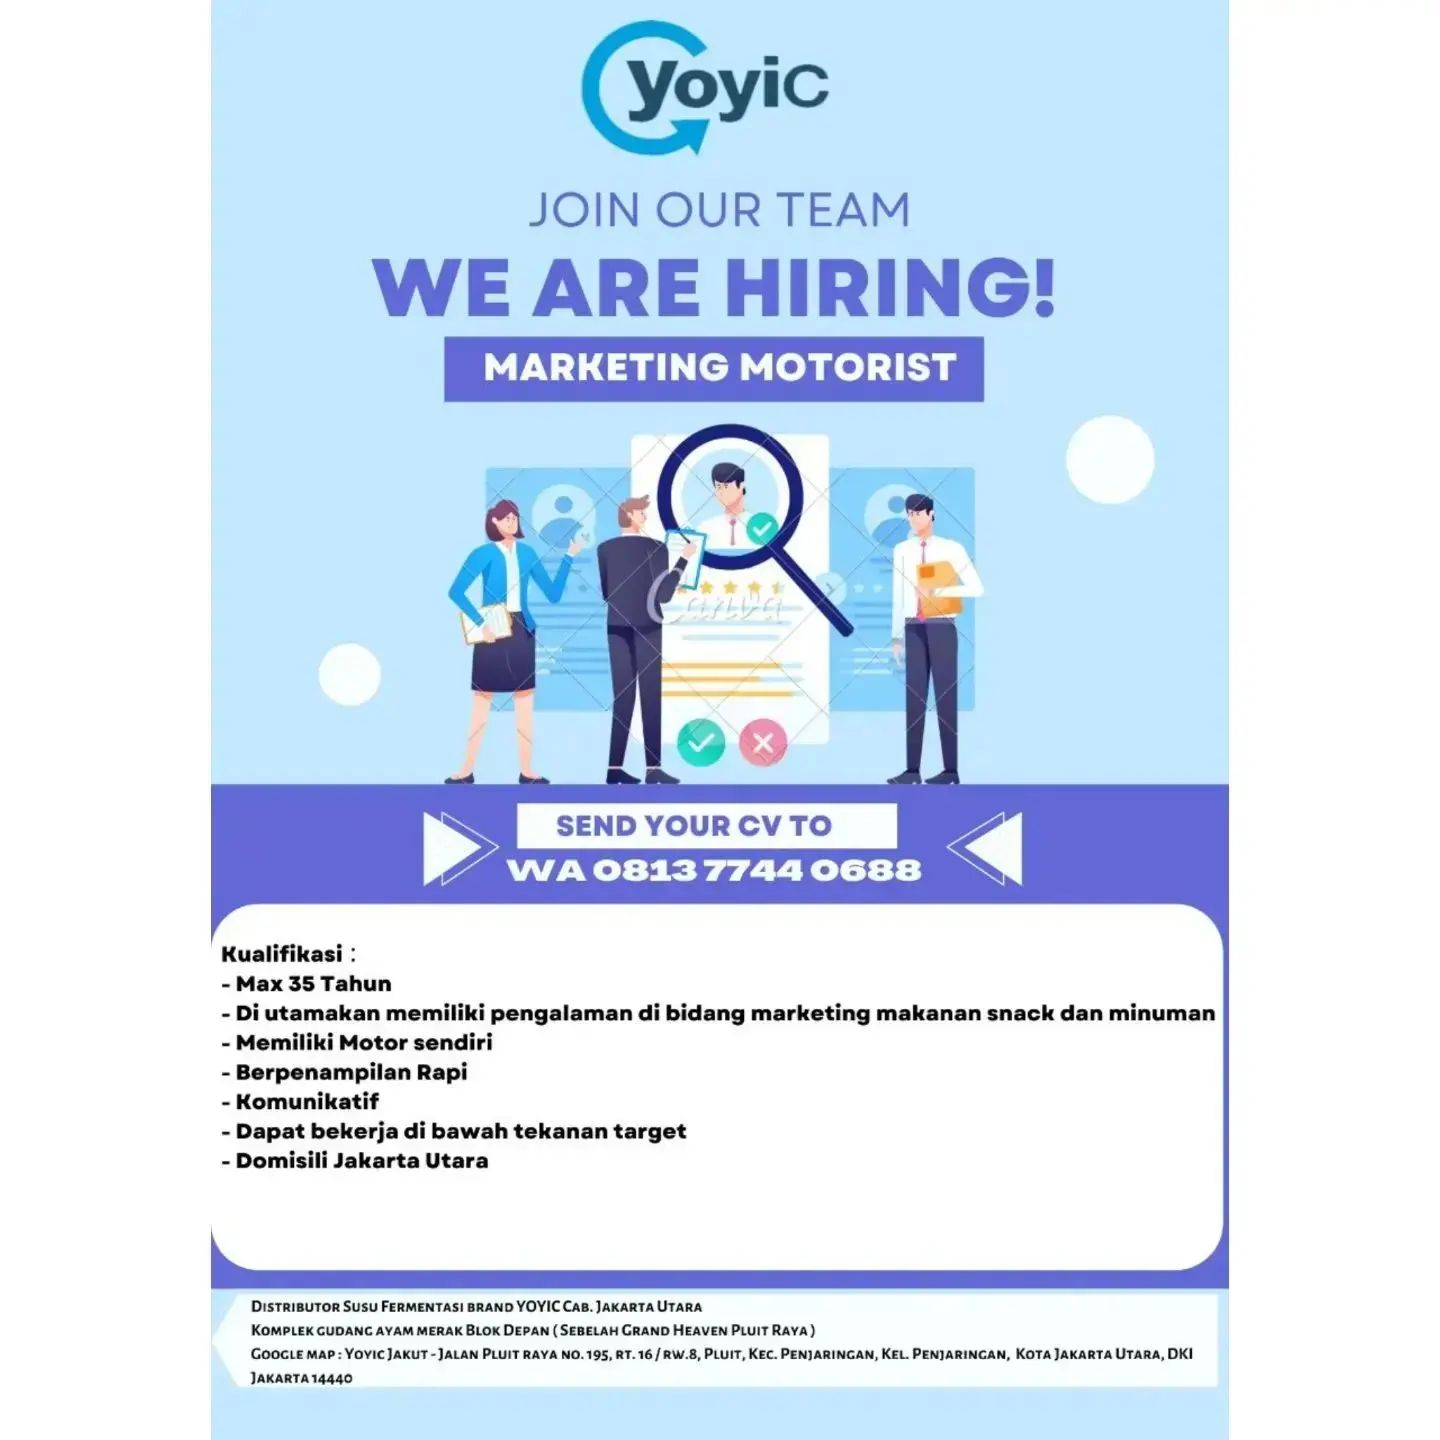 yoyic
JOIN OUR TEAM
WE ARE HIRING!
MARKETING MOTORIST
Canva
SEND YOUR CV TO
WA 0813 7744 0688
Kualifikasi :
- Max 35 Tahun
- Di utamakan memiliki pengalaman di bidang marketing makanan snack dan minuman
- Memiliki Motor sendiri
- Berpenampilan Rapi
- Komunikatif
- Dapat bekerja di bawah tekanan target
- Domisili Jakarta Utara
Distributor Susu Fermentasi brand YOYIC Cab. Jakarta Utara
Komplek gudang ayam merak Blok Depan ( Sebelah Grand Heaven Pluit Raya )
Google map : Yoyic Jakut - Jalan Pluit raya no. 195, rt. 16 / rw.8, Pluit, Kec. Penjaringan, Kel. Penjaringan, Kota Jakarta Utara, DKI
Jakarta 14440